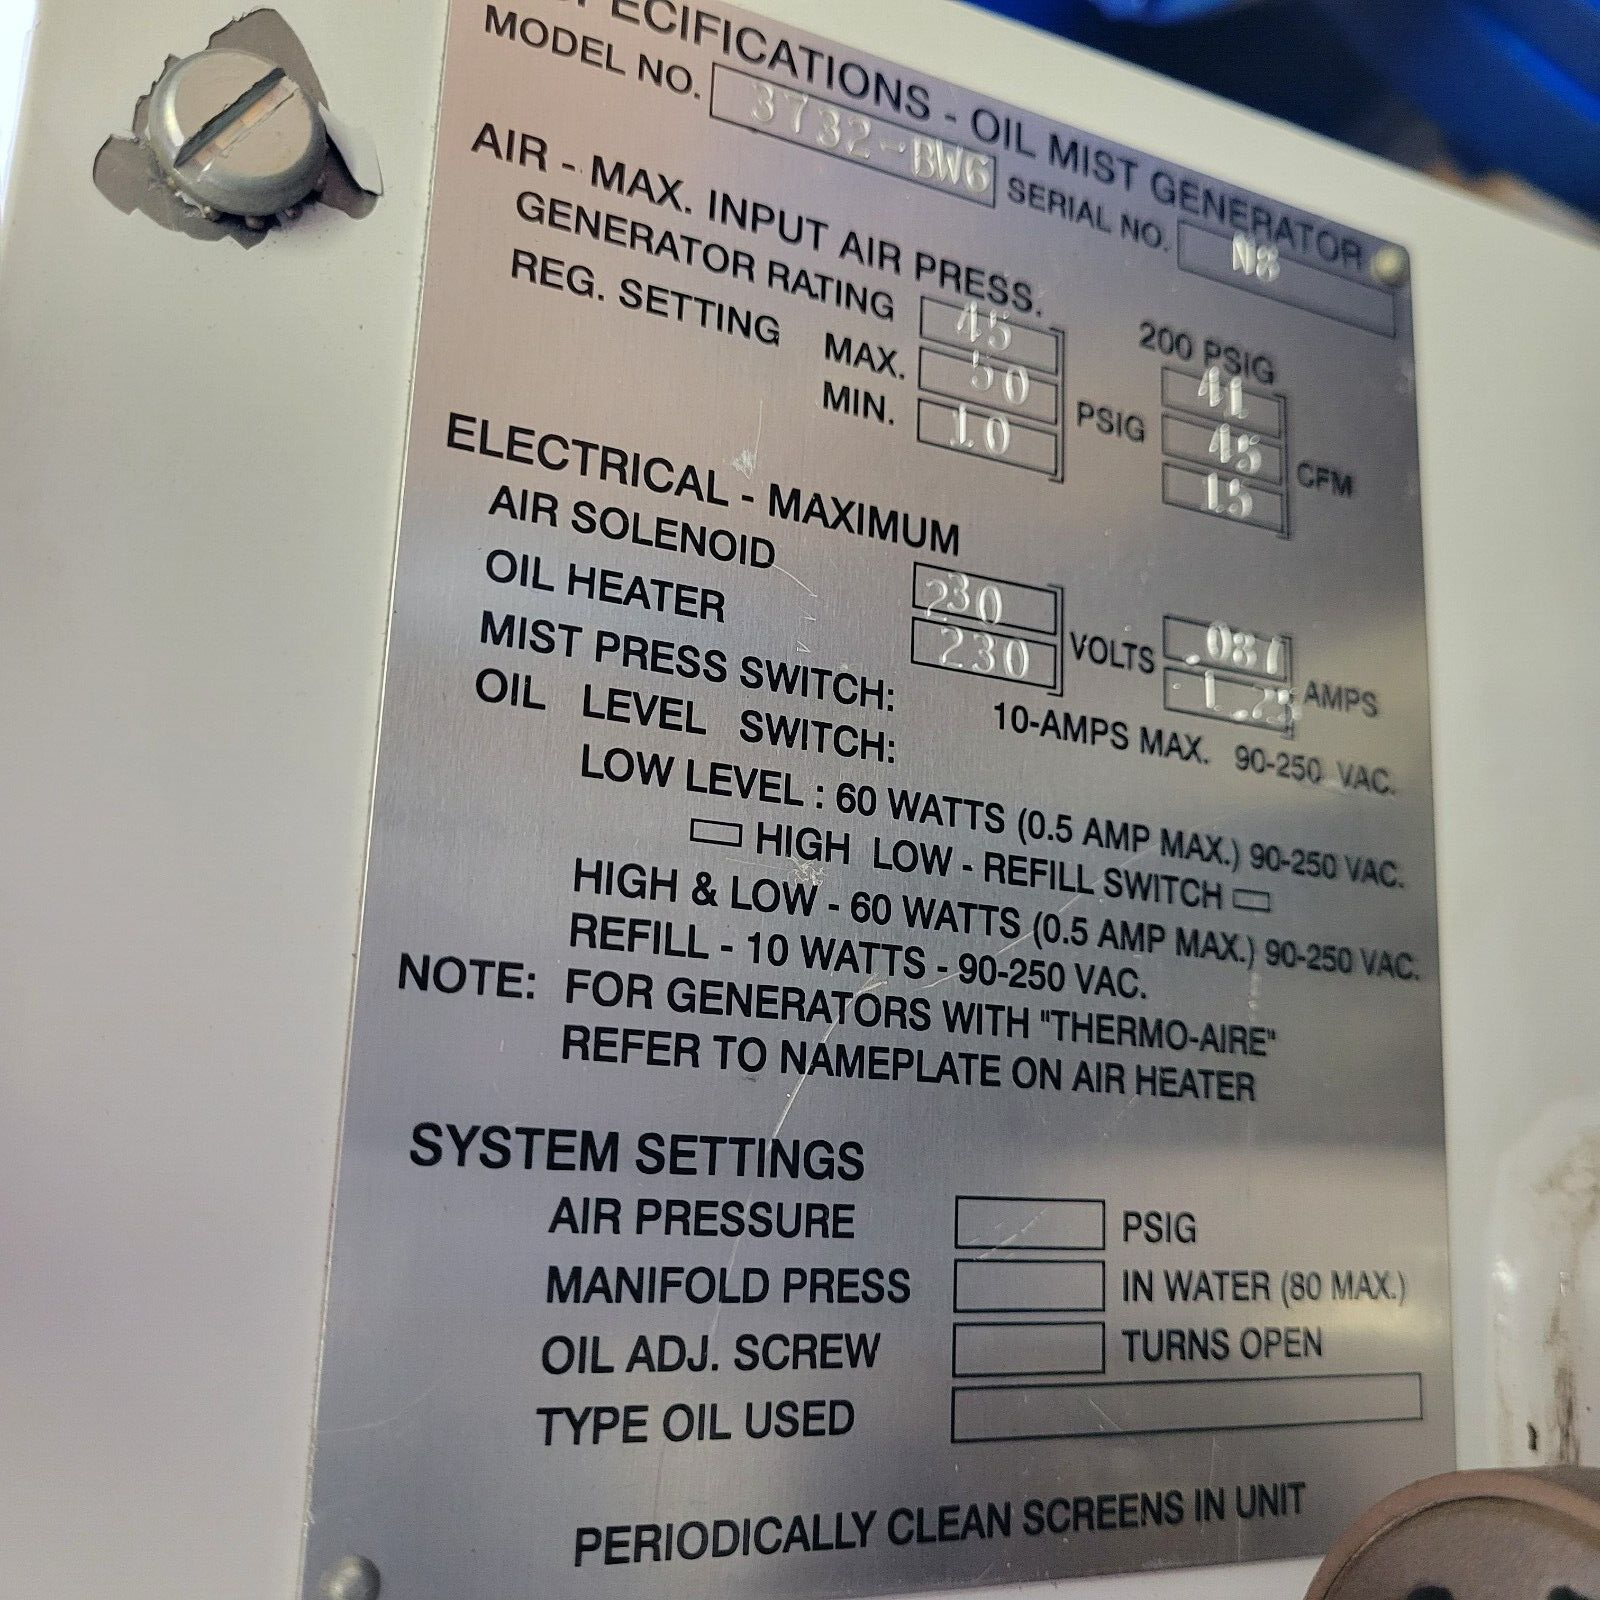 SPECIFICATIONS - OIL MIST GENERATOR
MODEL NO. 3732-BW6 SERIAL NO. N8
AIR - MAX. INPUT AIR PRESS. 200 PSIG
GENERATOR RATING 45 41
REG. SETTING MAX. 50 PSIG 45 CFM
MIN. 10 15
ELECTRICAL - MAXIMUM
AIR SOLENOID 230 .087
OIL HEATER 230 VOLTS AMPS
MIST PRESS SWITCH: 10-AMPS MAX. 90-250 VAC.
OIL LEVEL SWITCH:
LOW LEVEL : 60 WATTS (0.5 AMP MAX.) 90-250 VAC.
HIGH LOW - REFILL SWITCH
HIGH & LOW - 60 WATTS (0.5 AMP MAX.) 90-250 VAC.
REFILL - 10 WATTS - 90-250 VAC.
NOTE: FOR GENERATORS WITH "THERMO-AIRE"
REFER TO NAMEPLATE ON AIR HEATER
SYSTEM SETTINGS
AIR PRESSURE PSIG
MANIFOLD PRESS IN WATER (80 MAX.)
OIL ADJ. SCREW TURNS OPEN
TYPE OIL USED
PERIODICALLY CLEAN SCREENS IN UNIT